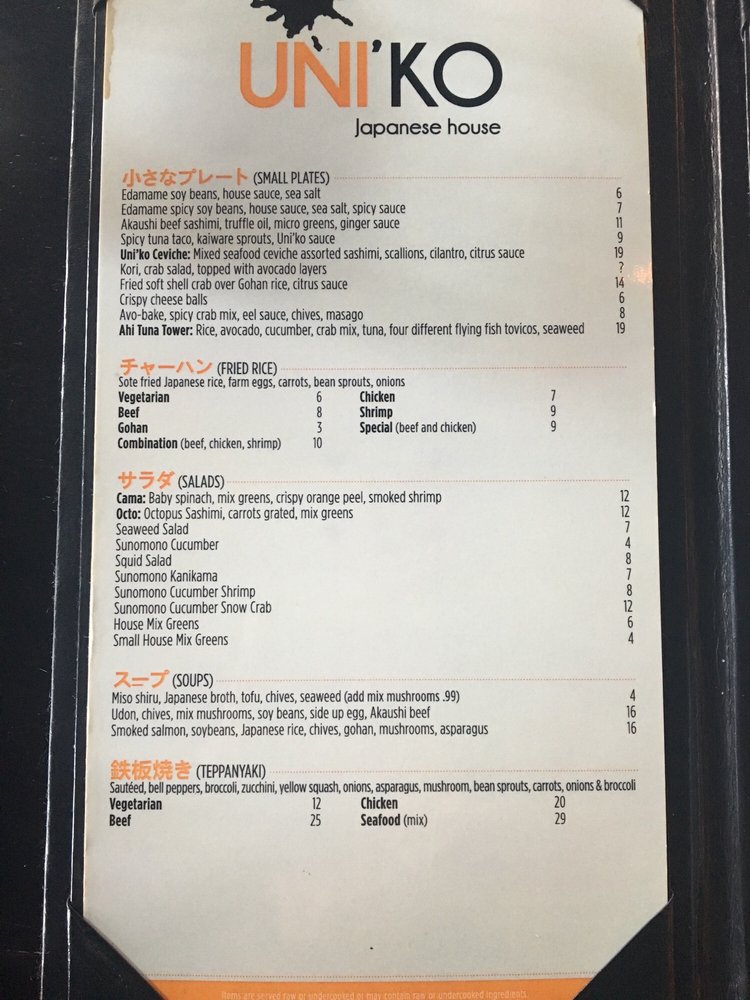 UNI'KO
Japanese house
小さなプレート (SMALL PLATES)
Edamame soy beans, house sauce, sea salt 6
Edamame spicy soy beans, house sauce, sea salt, spicy sauce 7
Akaushi beef sashimi, truffle oil, micro greens, ginger sauce 11
Spicy tuna taco, kaiware sprouts, Uni'ko sauce 9
Uni'ko Ceviche: Mixed seafood ceviche assorted sashimi, scallions, cilantro, citrus sauce 19
Kori, crab salad, topped with avocado layers ?
Fried soft shell crab over Gohan rice, citrus sauce 14
Crispy cheese balls 6
Avo-bake, spicy crab mix, eel sauce, chives, masago 8
Ahi Tuna Tower: Rice, avocado, cucumber, crab mix, tuna, four different flying fish tovicos, seaweed 19
チャーハン (FRIED RICE)
Sote fried Japanese rice, farm eggs, carrots, bean sprouts, onions
Vegetarian 6 Chicken 7
Beef 8 Shrimp 9
Gohan 3 Special (beef and chicken) 9
Combination (beef, chicken, shrimp) 10
サラダ (SALADS)
Cama: Baby spinach, mix greens, crispy orange peel, smoked shrimp 12
Octo: Octopus Sashimi, carrots grated, mix greens 12
Seaweed Salad 7
Sunomono Cucumber 4
Squid Salad 8
Sunomono Kanikama 7
Sunomono Cucumber Shrimp 8
Sunomono Cucumber Snow Crab 12
House Mix Greens 6
Small House Mix Greens 4
スープ (SOUPS)
Miso shiru, Japanese broth, tofu, chives, seaweed (add mix mushrooms .99) 4
Udon, chives, mix mushrooms, soy beans, side up egg, Akaushi beef 16
Smoked salmon, soybeans, Japanese rice, chives, gohan, mushrooms, asparagus 16
鉄板焼き (TEPPANYAKI)
Sautéed, bell peppers, broccoli, zucchini, yellow squash, onions, asparagus, mushroom, bean sprouts, carrots, onions & broccoli
Vegetarian 12 Chicken 20
Beef 25 Seafood (mix) 29
Items are served raw or undercooked or may contain raw or undercooked ingredients.